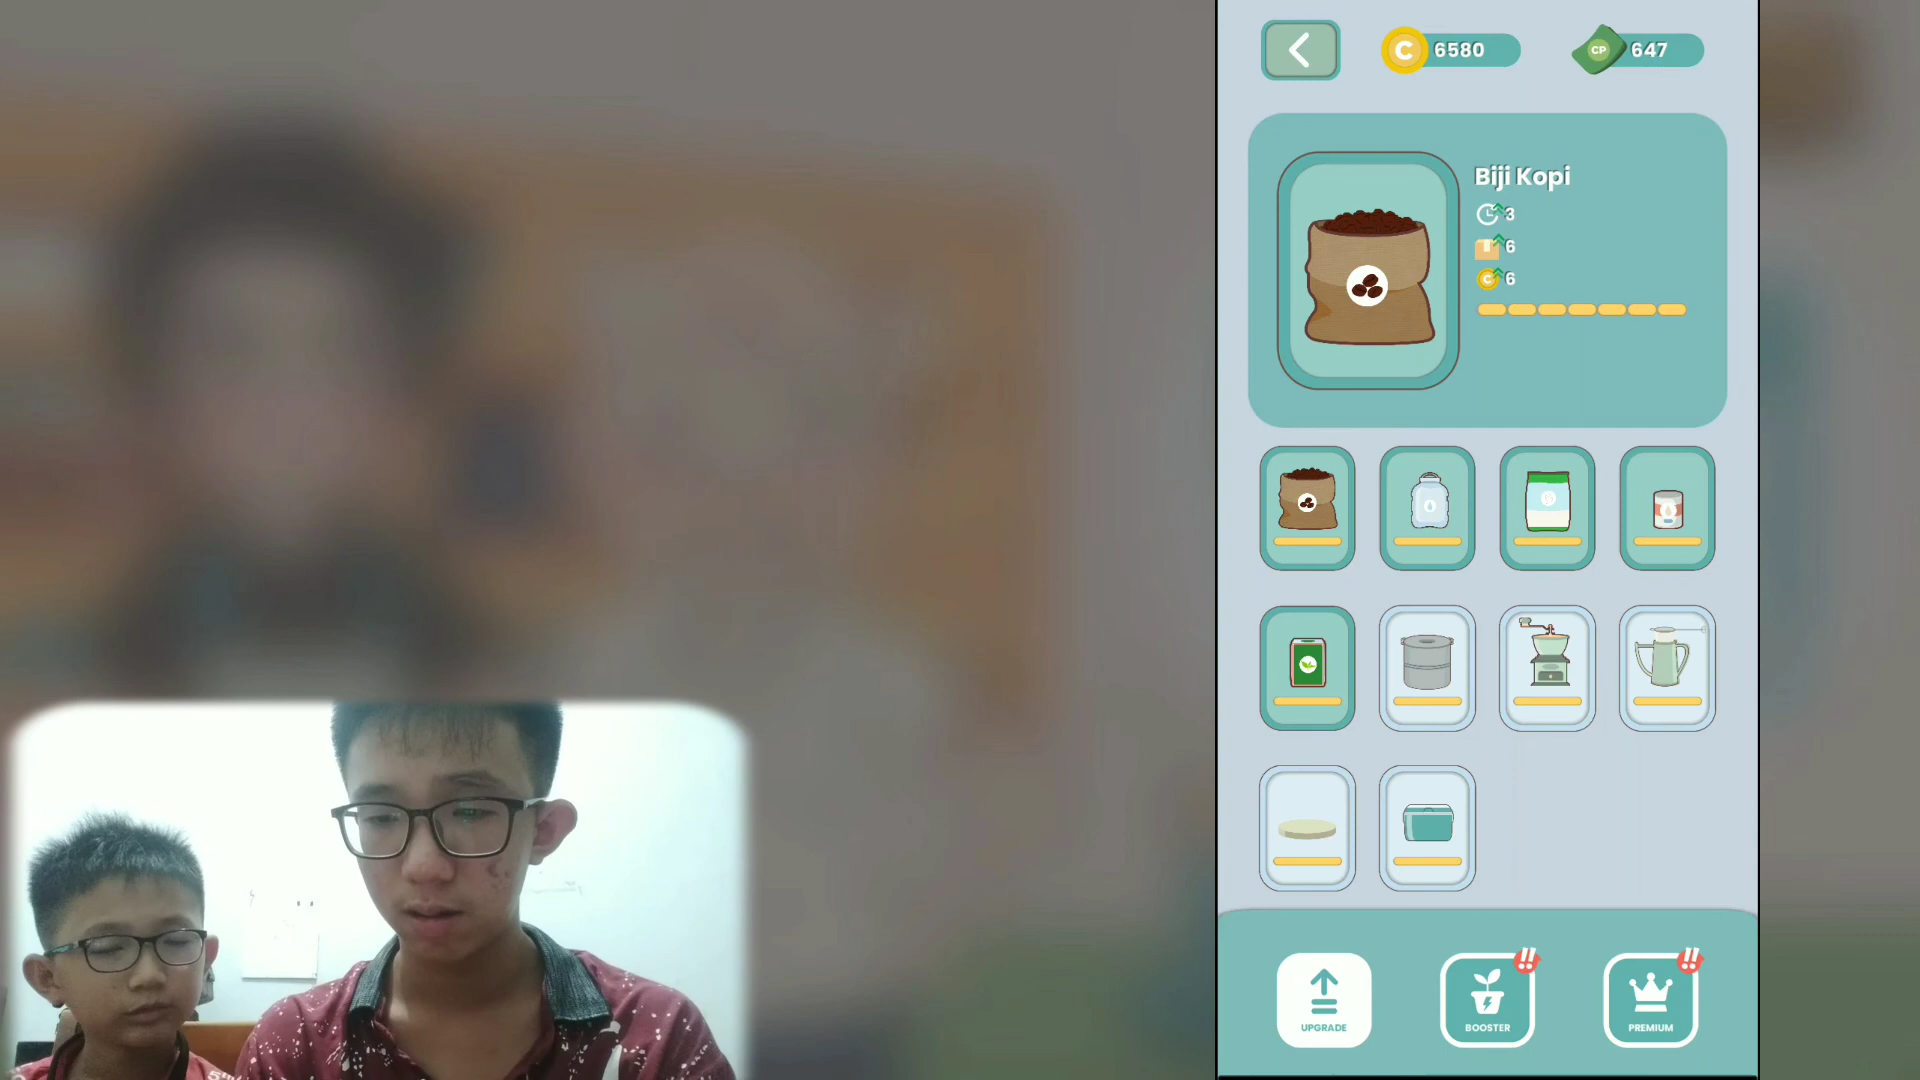 C 6580
CP 647
Biji Kopi
3
6
C 6
UPGRADE
BOOSTER
PREMIUM